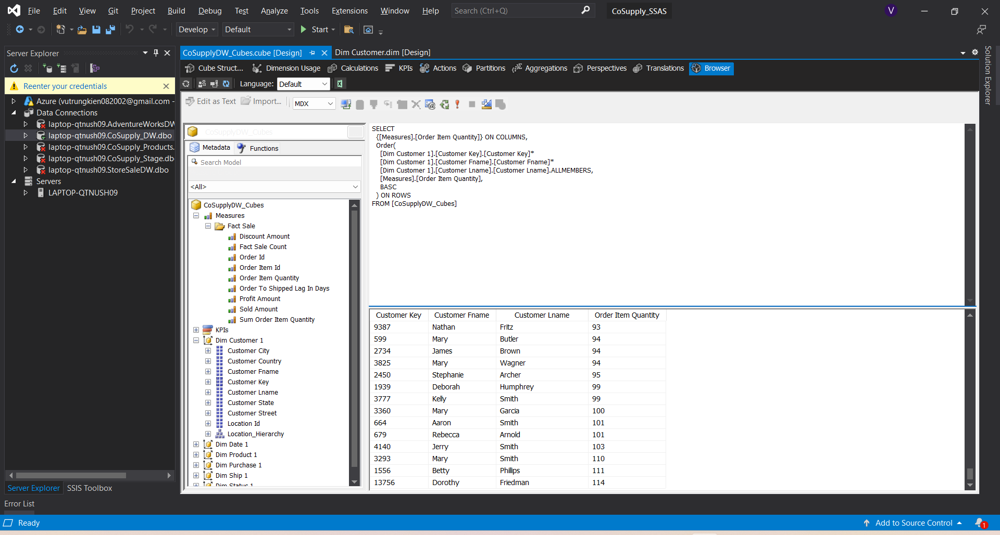 File Edit View Git Project Build Debug Test Analyze Tools Extensions Window Help Search (Ctrl+Q) CoSupply_SSAS V
Develop Default Start
Server Explorer
Reenter your credentials
Azure (vutrungkien082002@gmail.com -
Data Connections
laptop-qtnush09.AdventureWorksDW
laptop-qtnush09.CoSupply_DW.dbo
laptop-qtnush09.CoSupply_Products.
laptop-qtnush09.CoSupply_Stage.db
laptop-qtnush09.StoreSaleDW.dbo
Servers
LAPTOP-QTNUSH09
Server Explorer SSIS Toolbox
Error List
CoSupplyDW_Cubes.cube [Design] Dim Customer.dim [Design]
Cube Struct... Dimension Usage Calculations KPIs Actions Partitions Aggregations Perspectives Translations Browser
Language: Default
Edit as Text Import... MDX
CoSupplyDW_Cubes
Metadata Functions
Search Model
<All>
CoSupplyDW_Cubes
Measures
Fact Sale
Discount Amount
Fact Sale Count
Order Id
Order Item Id
Order Item Quantity
Order To Shipped Lag In Days
Profit Amount
Sold Amount
Sum Order Item Quantity
KPIs
Dim Customer 1
Customer City
Customer Country
Customer Fname
Customer Key
Customer Lname
Customer State
Customer Street
Location Id
Location_Hierarchy
Dim Date 1
Dim Product 1
Dim Purchase 1
Dim Ship 1
Dim Status 1
SELECT
{[Measures].[Order Item Quantity]} ON COLUMNS,
Order(
[Dim Customer 1].[Customer Key].[Customer Key]*
[Dim Customer 1].[Customer Fname].[Customer Fname]*
[Dim Customer 1].[Customer Lname].[Customer Lname].ALLMEMBERS,
[Measures].[Order Item Quantity],
BASC
) ON ROWS
FROM [CoSupplyDW_Cubes]
Customer Key Customer Fname Customer Lname Order Item Quantity
9387 Nathan Fritz 93
599 Mary Butler 94
2734 James Brown 94
3825 Mary Wagner 94
2450 Stephanie Archer 95
1939 Deborah Humphrey 99
3777 Kelly Smith 99
3360 Mary Garcia 100
664 Aaron Smith 101
679 Rebecca Arnold 101
4140 Jerry Smith 103
3293 Mary Smith 110
1556 Betty Phillips 111
13756 Dorothy Friedman 114
Solution Explorer
Ready Add to Source Control 1